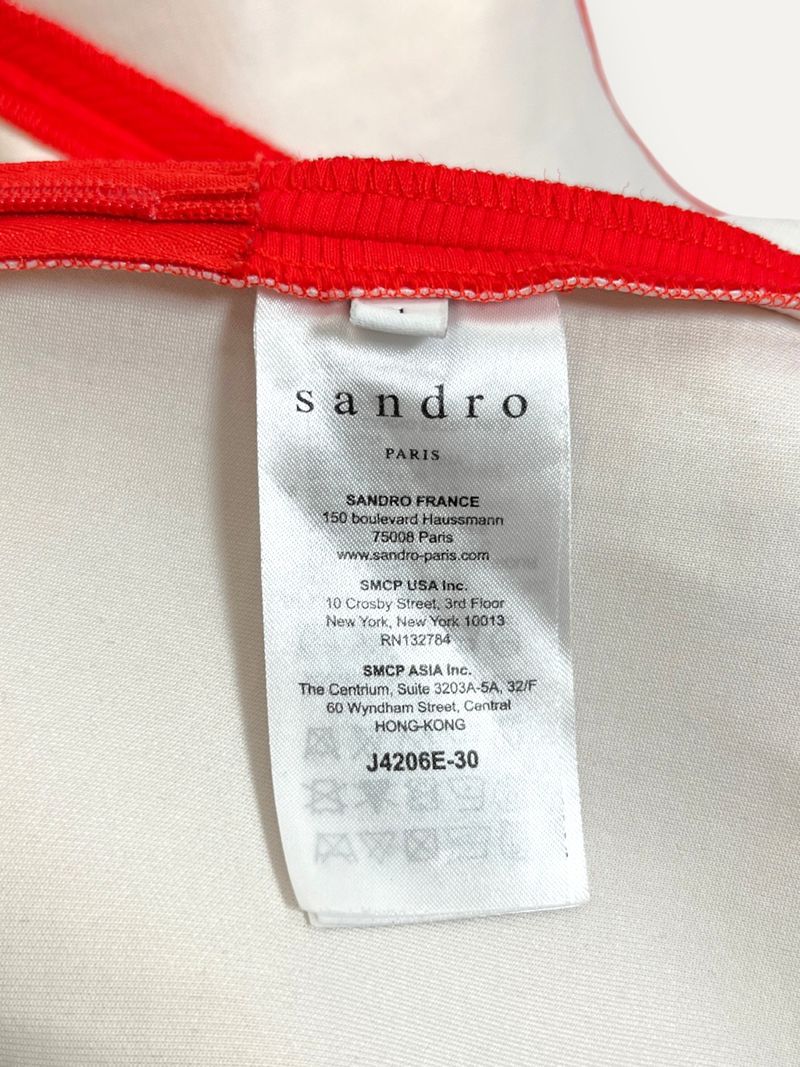 sandro
PARIS
SANDRO FRANCE
150 boulevard Haussmann
75008 Paris
www.sandro-paris.com
SMCP USA Inc.
10 Crosby Street, 3rd Floor
New York, New York 10013
RN132784
SMCP ASIA Inc.
The Centrium, Suite 3203A-5A, 32/F
60 Wyndham Street, Central
HONG-KONG
J4206E-30